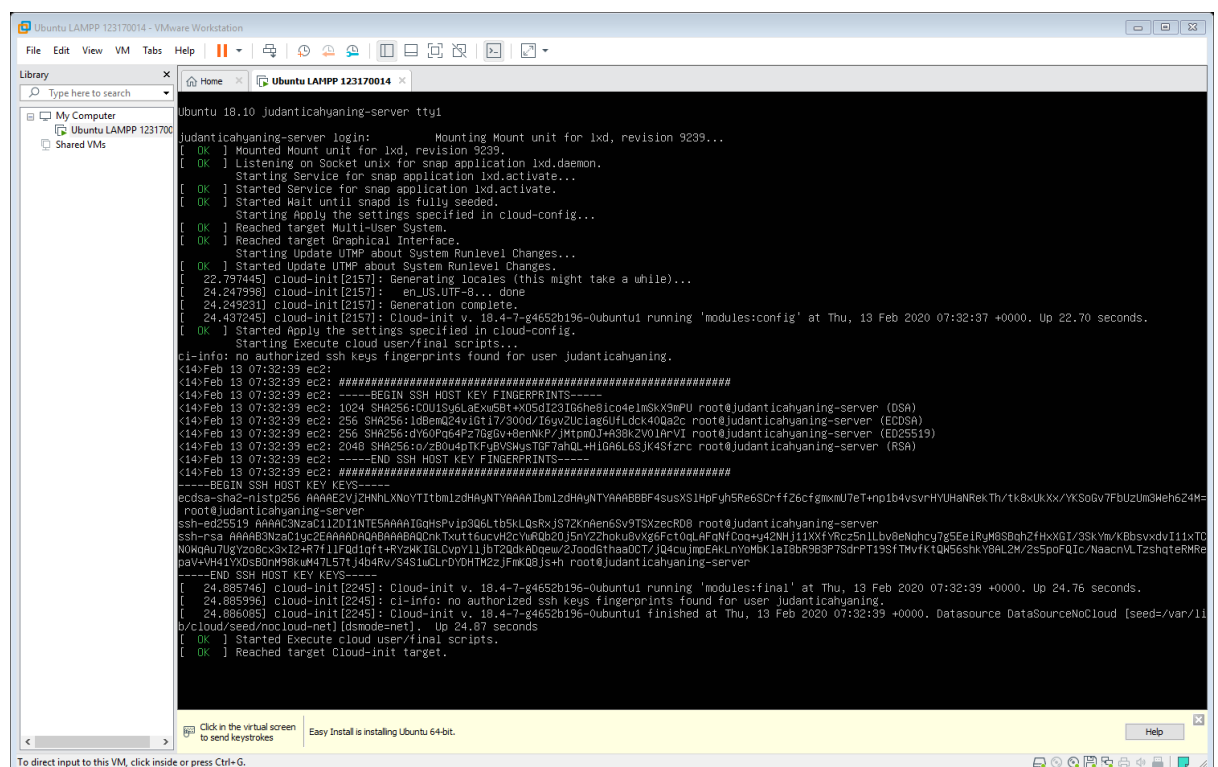 Ubuntu LAMPP 123170014 - VMware Workstation
File Edit View VM Tabs Help
Library
Type here to search
My Computer
Ubuntu LAMPP 1231700
Shared VMs
Home
Ubuntu LAMPP 123170014
Ubuntu 18.10 judanticahyaning-server tty1
judanticahyaning-server login: Mounting Mount unit for lxd, revision 9239...
[ OK ] Mounted Mount unit for lxd, revision 9239.
[ OK ] Listening on Socket unix for snap application lxd.daemon.
Starting Service for snap application lxd.activate...
[ OK ] Started Service for snap application lxd.activate.
[ OK ] Started Wait until snapd is fully seeded.
Starting Apply the settings specified in cloud-config...
[ OK ] Reached target Multi-User System.
[ OK ] Reached target Graphical Interface.
Starting Update UTMP about System Runlevel Changes...
[ OK ] Started Update UTMP about System Runlevel Changes.
[ 22.797445] cloud-init[2157]: Generating locales (this might take a while)...
[ 24.247998] cloud-init[2157]: en_US.UTF-8... done
[ 24.249231] cloud-init[2157]: Generation complete.
[ 24.437245] cloud-init[2157]: Cloud-init v. 18.4-7-g4652b196-0ubuntu1 running 'modules:config' at Thu, 13 Feb 2020 07:32:37 +0000. Up 22.70 seconds.
[ OK ] Started Apply the settings specified in cloud-config.
Starting Execute cloud user/final scripts...
ci-info: no authorized ssh keys fingerprints found for user judanticahyaning.
<14>Feb 13 07:32:39 ec2:
<14>Feb 13 07:32:39 ec2: #############################################################
<14>Feb 13 07:32:39 ec2: -----BEGIN SSH HOST KEY FINGERPRINTS-----
<14>Feb 13 07:32:39 ec2: 1024 root@judanticahyaning-server (DSA)
<14>Feb 13 07:32:39 ec2: 256 root@judanticahyaning-server (ECDSA)
<14>Feb 13 07:32:39 ec2: 256 root@judanticahyaning-server (ED25519)
<14>Feb 13 07:32:39 ec2: 2048 root@judanticahyaning-server (RSA)
<14>Feb 13 07:32:39 ec2: -----END SSH HOST KEY FINGERPRINTS-----
<14>Feb 13 07:32:39 ec2: #############################################################
-----BEGIN SSH HOST KEY KEYS-----
ecdsa-sha2-nistp256
root@judanticahyaning-server
ssh-ed25519 root@judanticahyaning-server
ssh-rsa
root@judanticahyaning-server
-----END SSH HOST KEY KEYS-----
[ 24.885746] cloud-init[2245]: Cloud-init v. 18.4-7-g4652b196-0ubuntu1 running 'modules:final' at Thu, 13 Feb 2020 07:32:39 +0000. Up 24.76 seconds.
[ 24.885996] cloud-init[2245]: ci-info: no authorized ssh keys fingerprints found for user judanticahyaning.
[ 24.886085] cloud-init[2245]: Cloud-init v. 18.4-7-g4652b196-0ubuntu1 finished at Thu, 13 Feb 2020 07:32:39 +0000. Datasource DataSourceNoCloud [seed=/var/li
b/cloud/seed/nocloud-net][dsmode=net]. Up 24.87 seconds
[ OK ] Started Execute cloud user/final scripts.
[ OK ] Reached target Cloud-init target.
Click in the virtual screen
to send keystrokes
Easy Install is installing Ubuntu 64-bit.
Help
To direct input to this VM, click inside or press Ctrl+G.